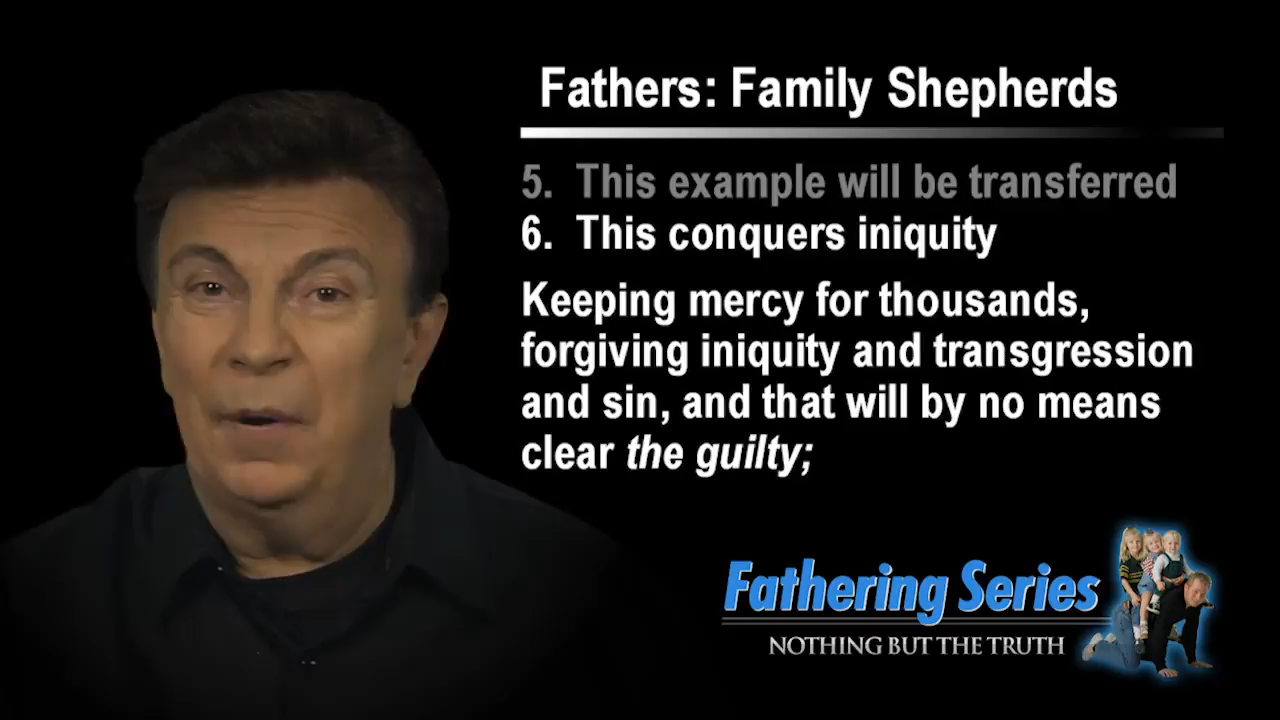 Fathers: Family Shepherds
5. This example will be transferred
6. This conquers iniquity
Keeping mercy for thousands,
forgiving iniquity and transgression
and sin, and that will by no means
clear the guilty;
Fathering Series
NOTHING BUT THE TRUTH